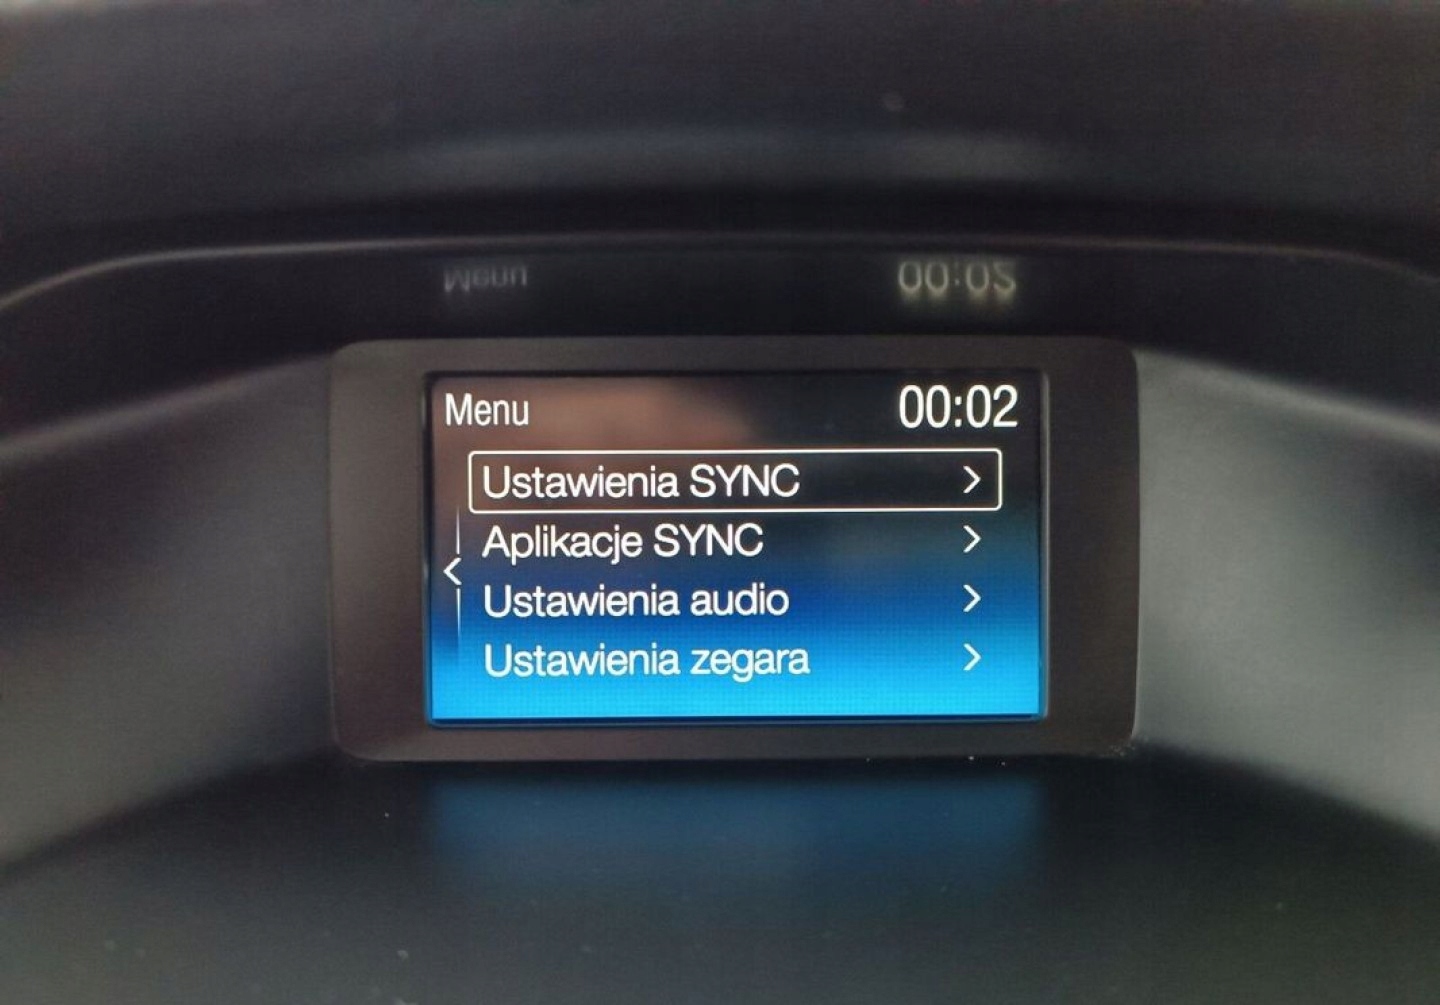 Menu 00:02
Ustawienia SYNC
Aplikacje SYNC
Ustawienia audio
Ustawienia zegara